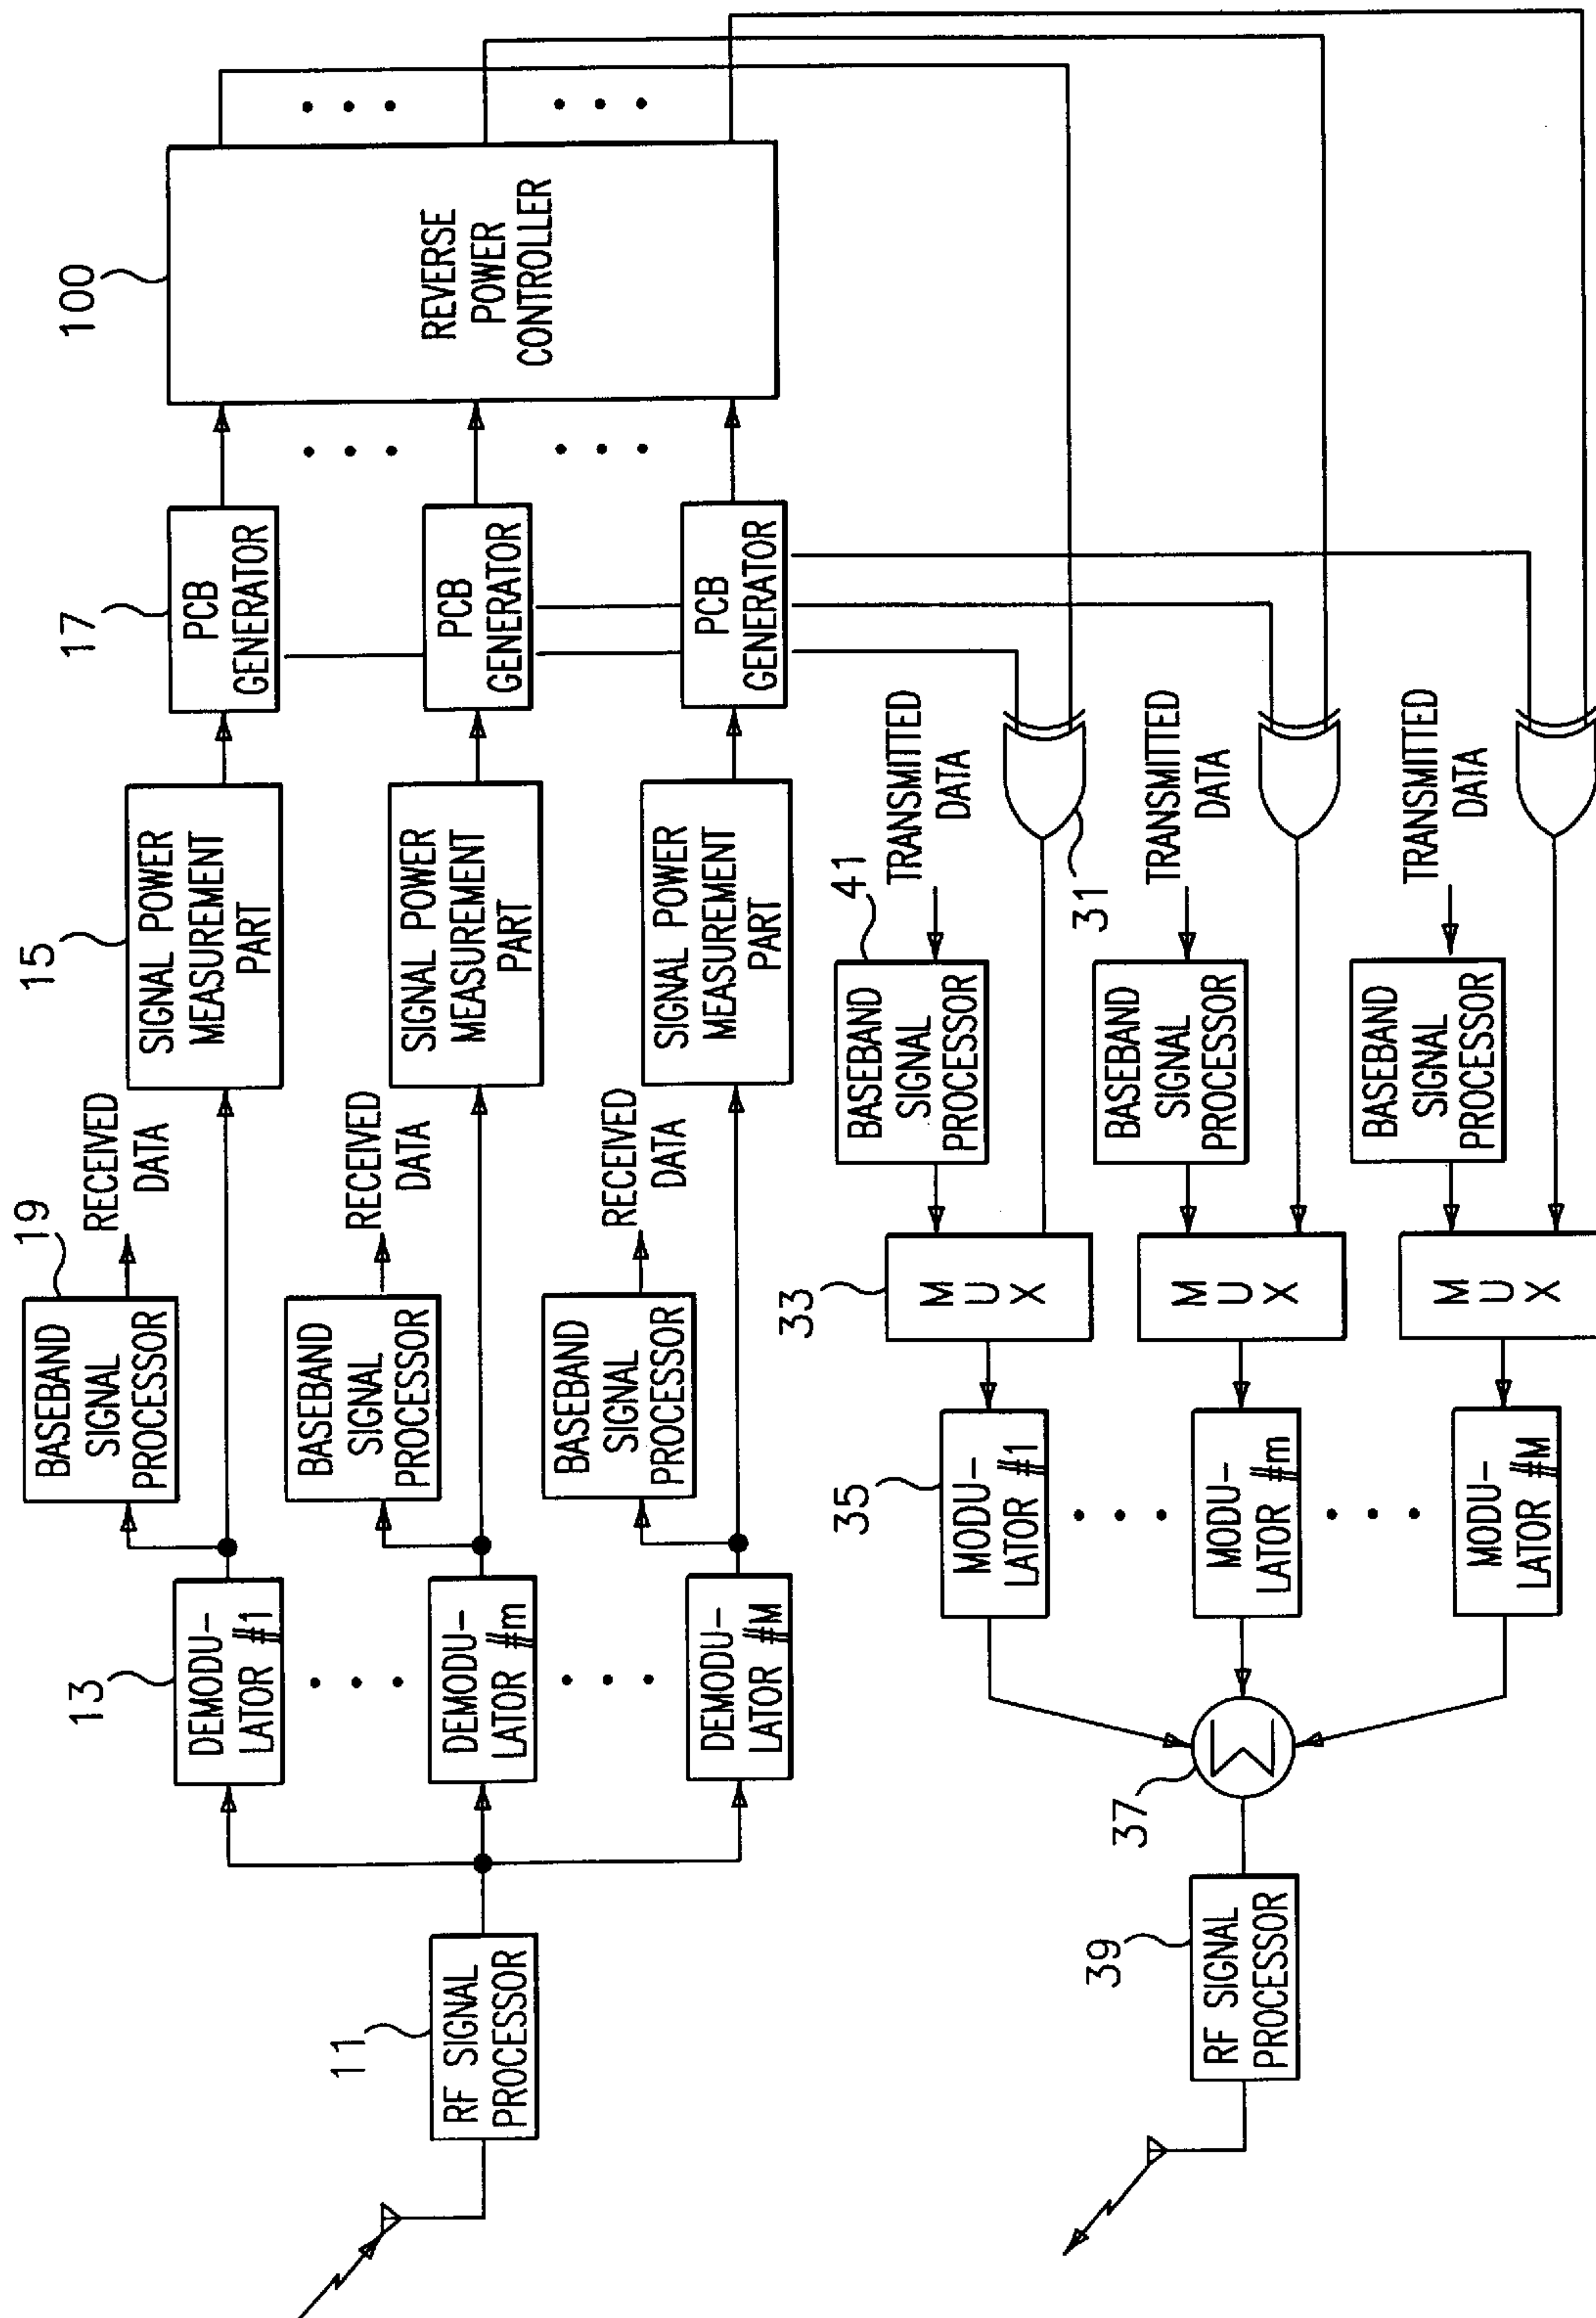 11
RF SIGNAL
PROCESSOR
13
DEMODU-
LATOR #1
DEMODU-
LATOR #m
DEMODU-
LATOR #M
19
BASEBAND
SIGNAL
PROCESSOR
RECEIVED
DATA
BASEBAND
SIGNAL
PROCESSOR
RECEIVED
DATA
BASEBAND
SIGNAL
PROCESSOR
RECEIVED
DATA
15
SIGNAL POWER
MEASUREMENT
PART
SIGNAL POWER
MEASUREMENT
PART
SIGNAL POWER
MEASUREMENT
PART
17
PCB
GENERATOR
PCB
GENERATOR
PCB
GENERATOR
100
REVERSE
POWER
CONTROLLER
39
RF SIGNAL
PROCESSOR
37
Σ
35
MODU-
LATOR #1
MODU-
LATOR #m
MODU-
LATOR #M
33
M
U
X
M
U
X
M
U
X
41
BASEBAND
SIGNAL
PROCESSOR
TRANSMITTED
DATA
31
BASEBAND
SIGNAL
PROCESSOR
TRANSMITTED
DATA
BASEBAND
SIGNAL
PROCESSOR
TRANSMITTED
DATA